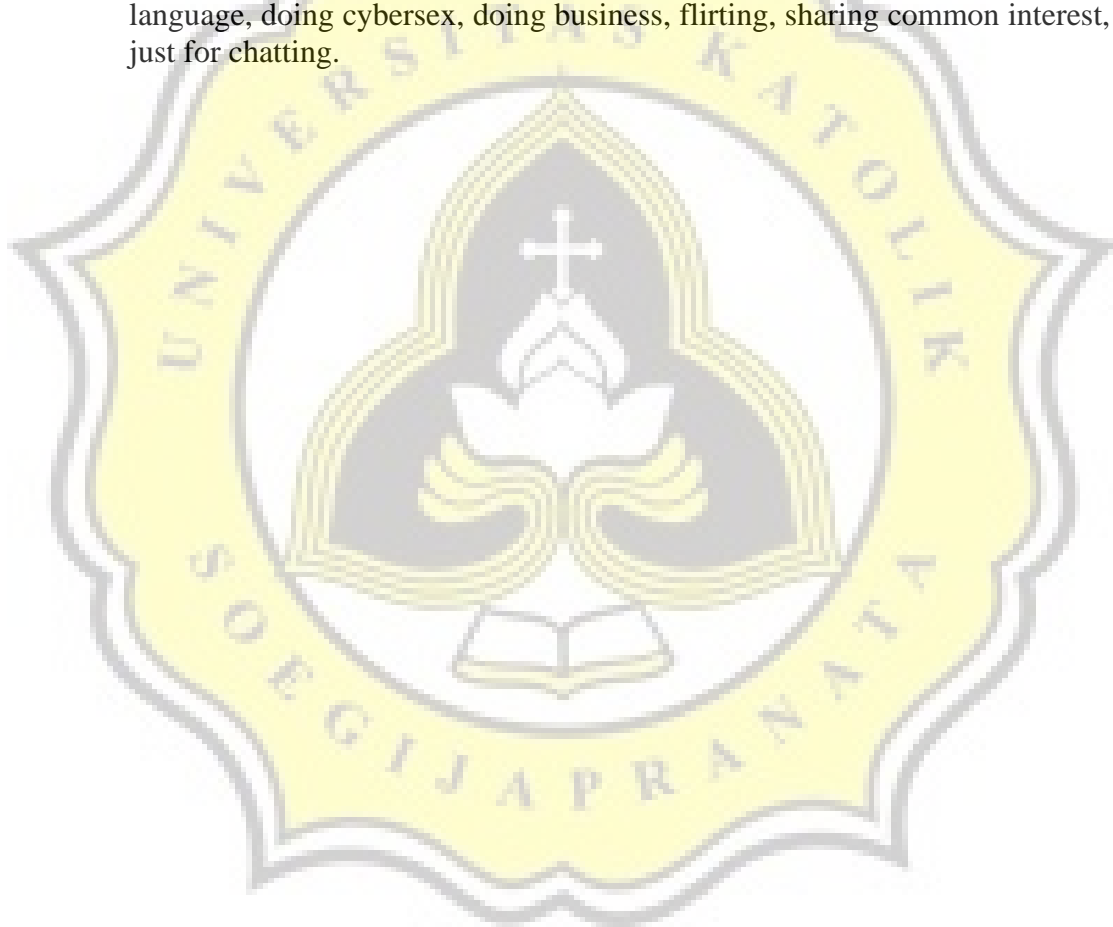 language, doing cybersex, doing business, flirting, sharing common interest,
just for chatting.
UNIVERSITAS KATOLIK
SOEGIJAPRANATA